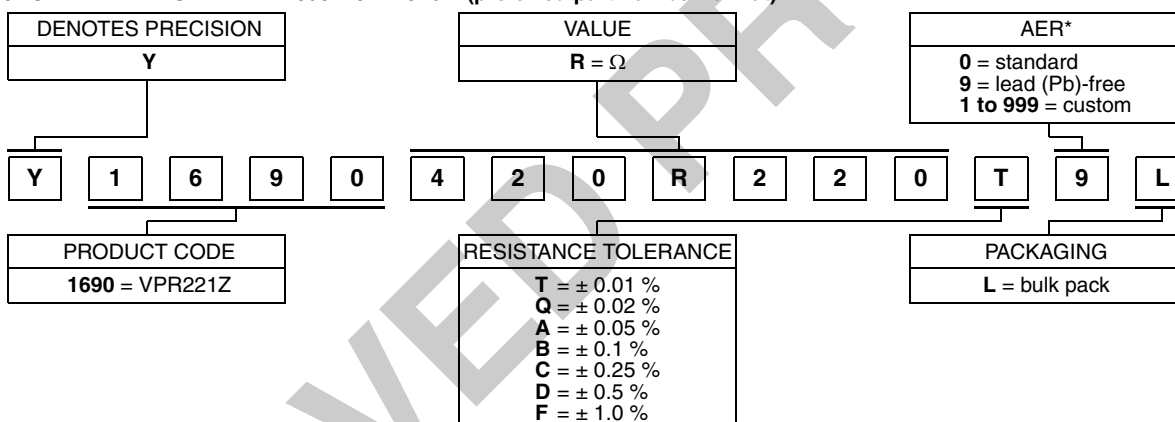 DENOTES PRECISION
Y
VALUE
R = Ω
AER*
0 = standard
9 = lead (Pb)-free
1 to 999 = custom
Y 1 6 9 0 4 2 0 R 2 2 0 T 9 L
PRODUCT CODE
1690 = VPR221Z
RESISTANCE TOLERANCE
T = ± 0.01 %
Q = ± 0.02 %
A = ± 0.05 %
B = ± 0.1 %
C = ± 0.25 %
D = ± 0.5 %
F = ± 1.0 %
PACKAGING
L = bulk pack